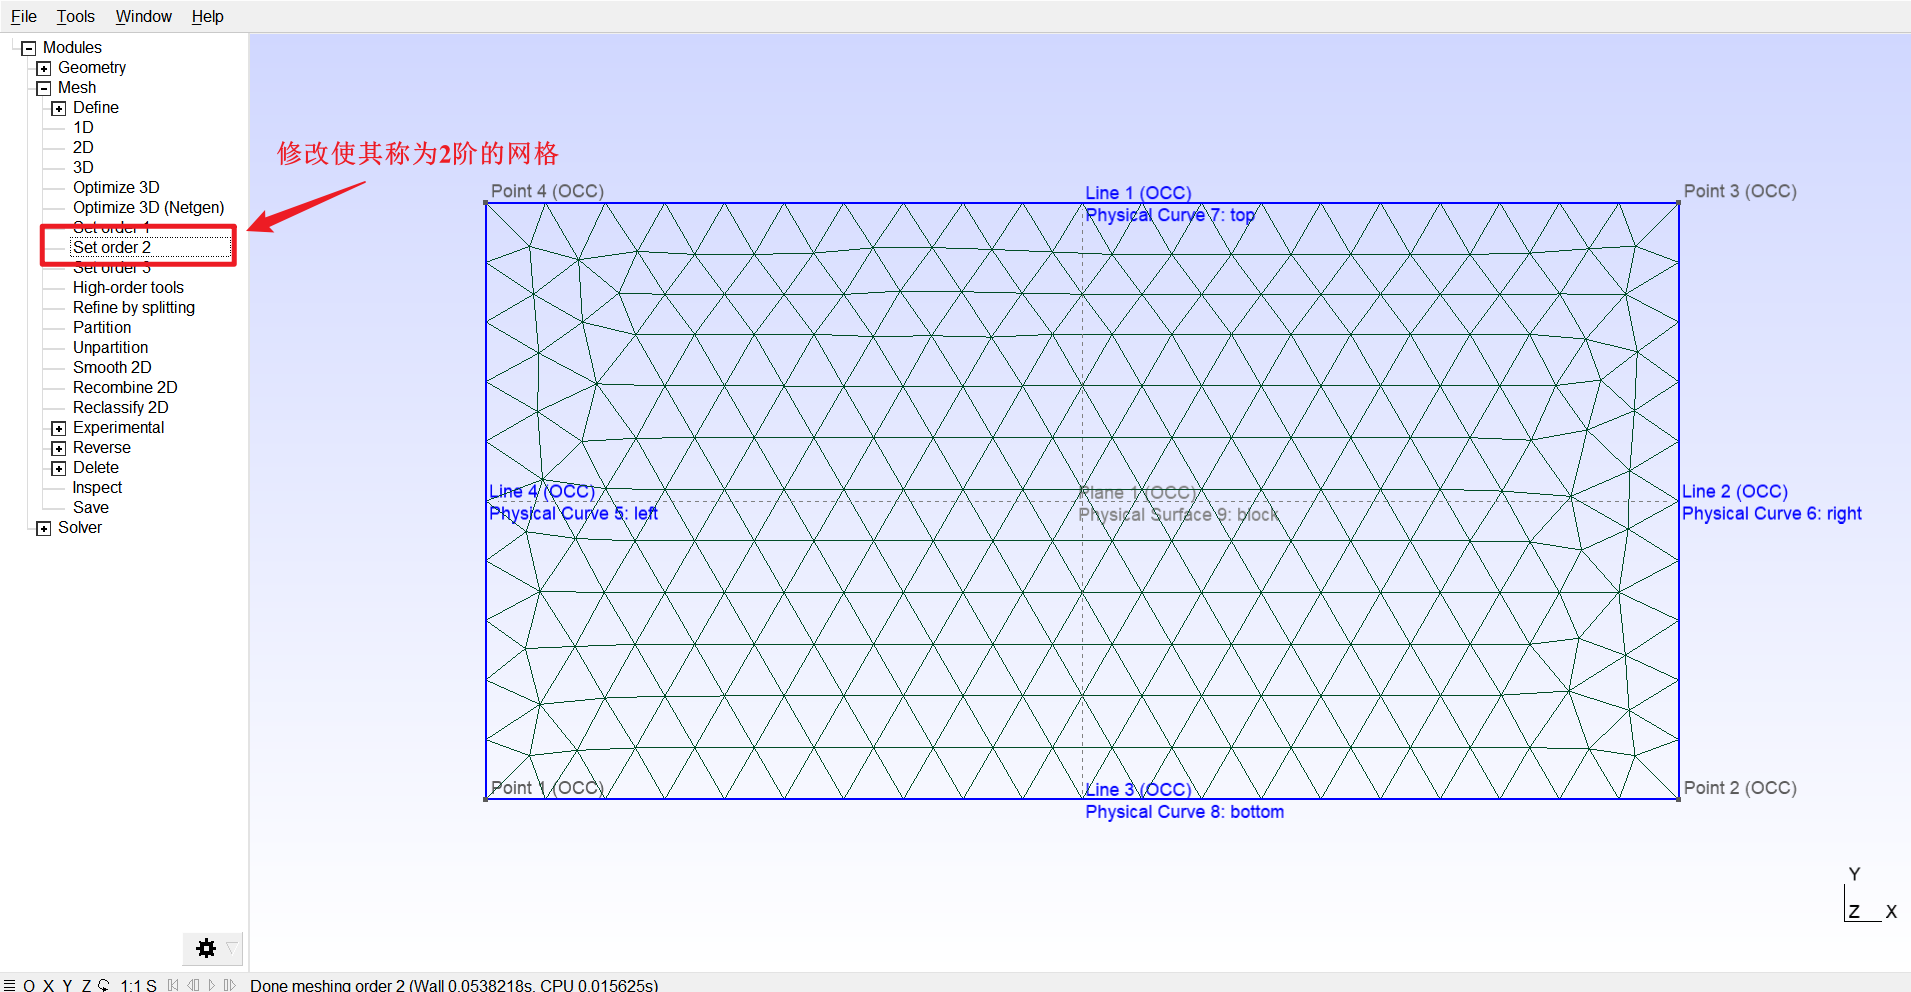 File Tools Window Help
Modules
Geometry
Mesh
Define
1D
2D
3D
Optimize 3D
Optimize 3D (Netgen)
Set order 1
Set order 2
Set order 3
High-order tools
Refine by splitting
Partition
Unpartition
Smooth 2D
Recombine 2D
Reclassify 2D
Experimental
Reverse
Delete
Inspect
Save
Solver
修改使其称为2阶的网格
Point 4 (OCC)
Line 1 (OCC)
Physical Curve 7: top
Point 3 (OCC)
Line 4 (OCC)
Physical Curve 5: left
Plane 1 (OCC)
Physical Surface 9: block
Line 2 (OCC)
Physical Curve 6: right
Point 1 (OCC)
Line 3 (OCC)
Physical Curve 8: bottom
Point 2 (OCC)
Y
Z X
O X Y Z 1:1 S Done meshing order 2 (Wall 0.0538218s, CPU 0.015625s)